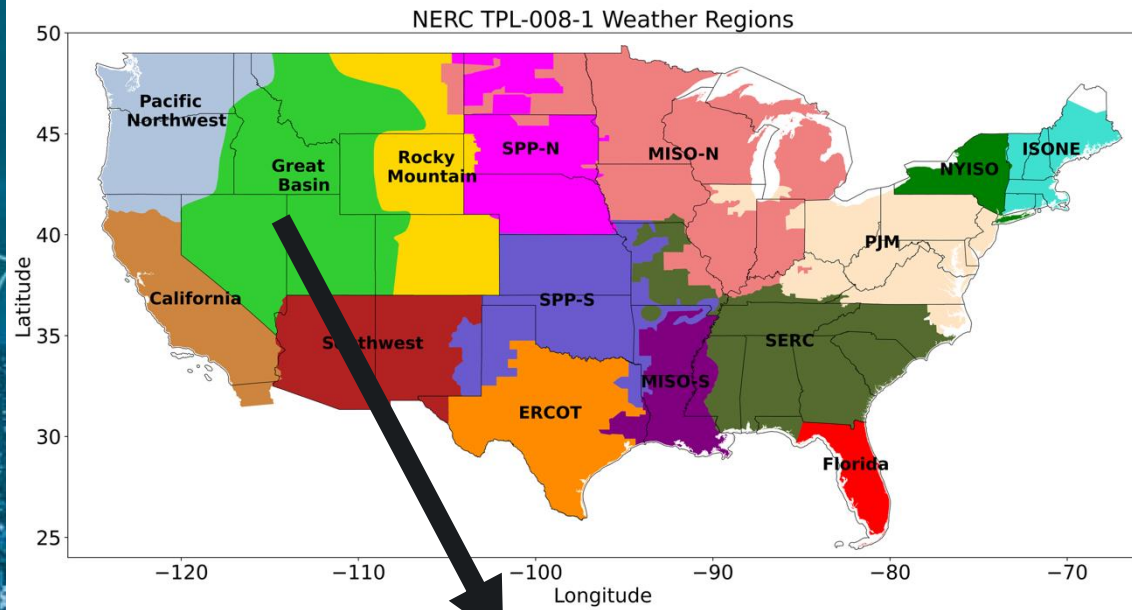 NERC TPL-008-1 Weather Regions
50
45
40
35
30
25
Latitude
Pacific
Northwest
Great
Basin
Rocky
Mountain
SPP-N
MISO-N
NYISO
ISONE
PJM
California
Southwest
SPP-S
SERC
MISO-S
ERCOT
Florida
−120
−110
−100
−90
−80
−70
Longitude